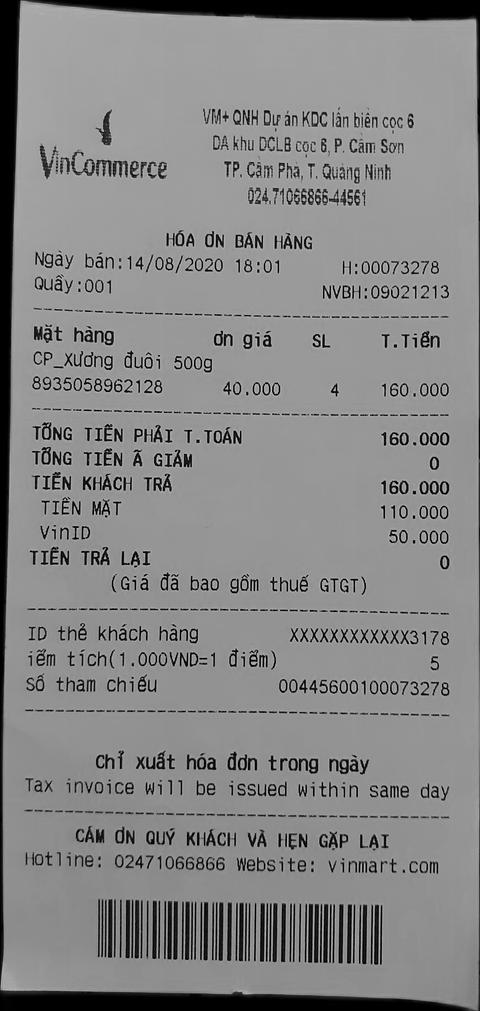 VinCommerce
VM+ QNH Dự án KDC lấn biển cọc 6
DA khu DCLB cọc 6, P. Cẩm Sơn
TP. Cẩm Phả, T. Quảng Ninh
024.71066866-44561
HÓA ƠN BÁN HÀNG
Ngày bán:14/08/2020 18:01 H:00073278
Quầy:001 NVBH:09021213
Mặt hàng ơn giá SL T.Tiền
CP_Xương đuôi 500g
8935058962128 40.000 4 160.000
TỔNG TIỀN PHẢI T.TOÁN 160.000
TỔNG TIỀN Ã GIẢM 0
TIỀN KHÁCH TRẢ 160.000
TIỀN MẶT 110.000
VinID 50.000
TIỀN TRẢ LẠI 0
(Giá đã bao gồm thuế GTGT)
ID thẻ khách hàng XXXXXXXXXXXX3178
iểm tích(1.000VND=1 điểm) 5
Số tham chiếu 00445600100073278
Chỉ xuất hóa đơn trong ngày
Tax invoice will be issued within same day
CÁM ƠN QUÝ KHÁCH VÀ HẸN GẶP LẠI
Hotline: 02471066866 Website: vinmart.com